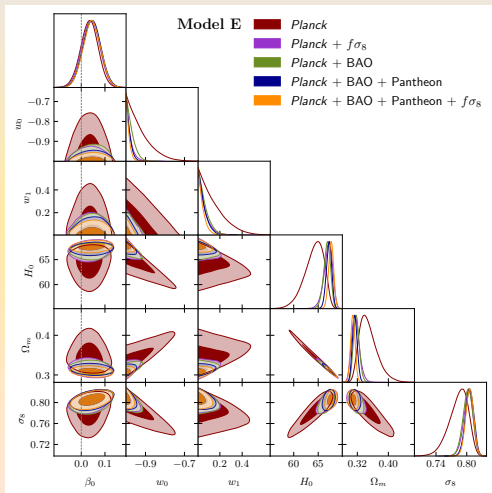 Model E
Planck
Planck + fσ₈
Planck + BAO
Planck + BAO + Pantheon
Planck + BAO + Pantheon + fσ₈
w₀
−0.7
−0.8
−0.9
w₁
0.4
0.2
H₀
65
60
Ωₘ
0.4
0.3
σ₈
0.80
0.76
0.72
0.0 0.1
−0.9 −0.7
0.2 0.4
60 65
0.32 0.40
0.74 0.80
β₀ w₀ w₁ H₀ Ωₘ σ₈